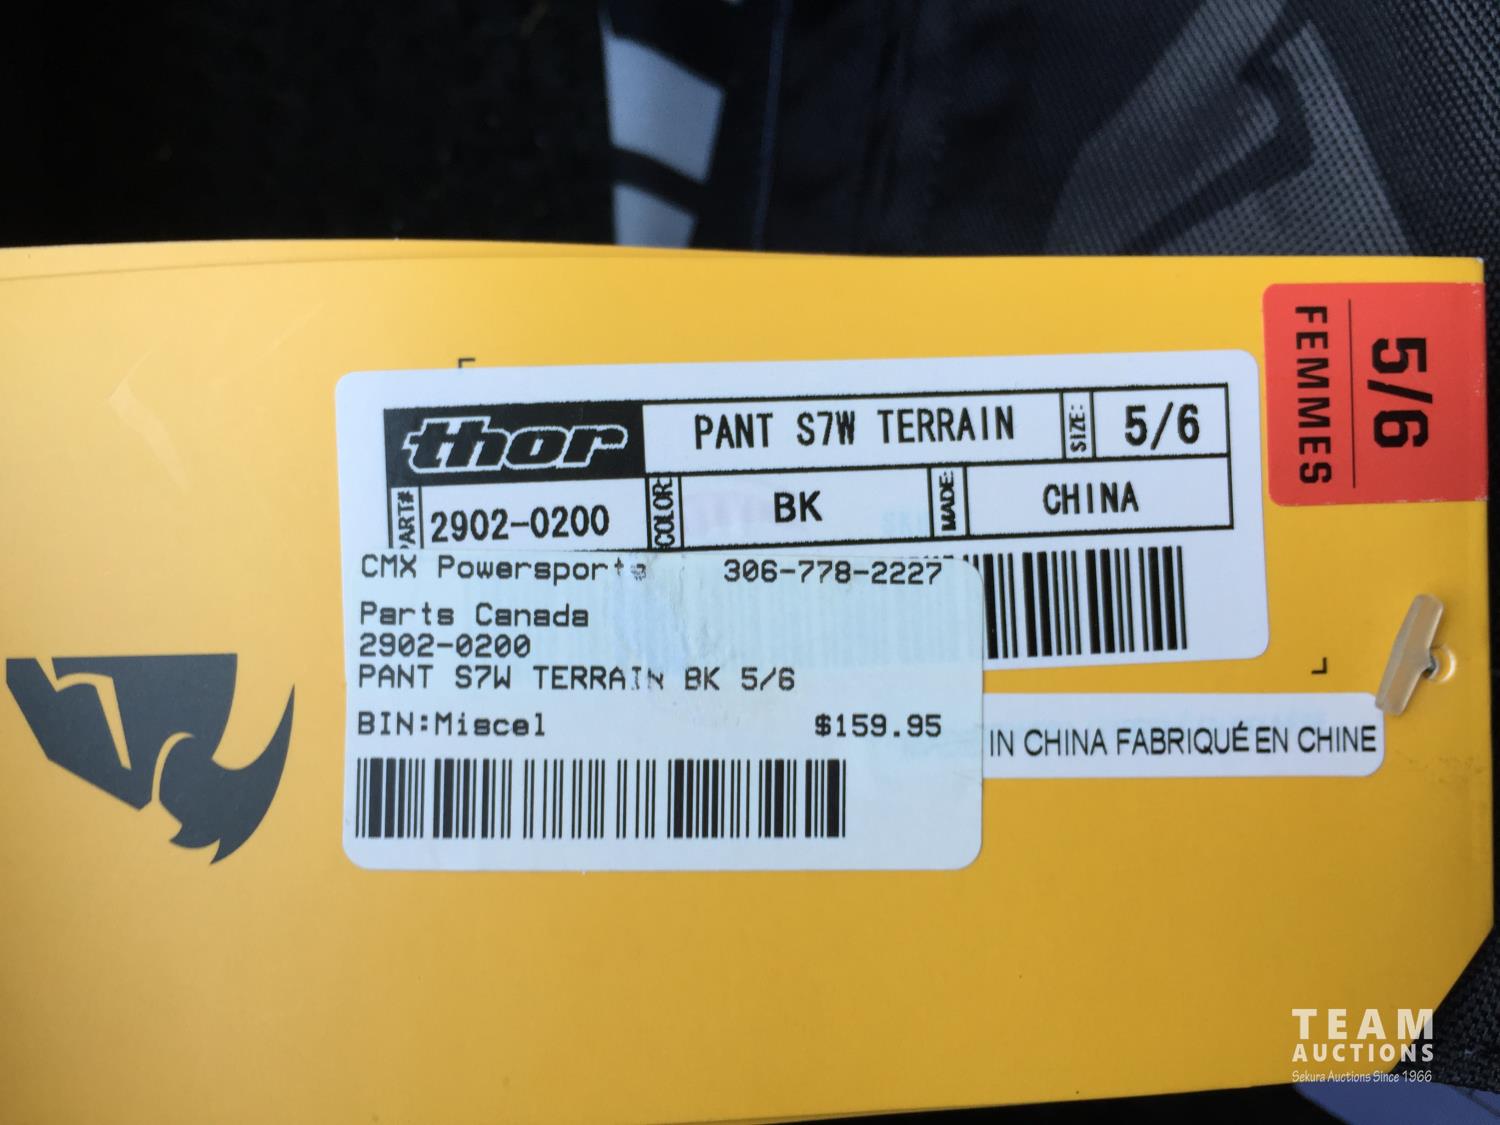 thor
PANT S7W TERRAIN
SIZE:
5/6
PART#
2902-0200
COLOR:
BK
MADE:
CHINA
CMX Powersports 306-778-2227
Parts Canada
2902-0200
PANT S7W TERRAIN BK 5/6
BIN:Miscel $159.95
IN CHINA FABRIQUÉ EN CHINE
5/6
FEMMES
TEAM
AUCTIONS
Sekura Auctions Since 1966